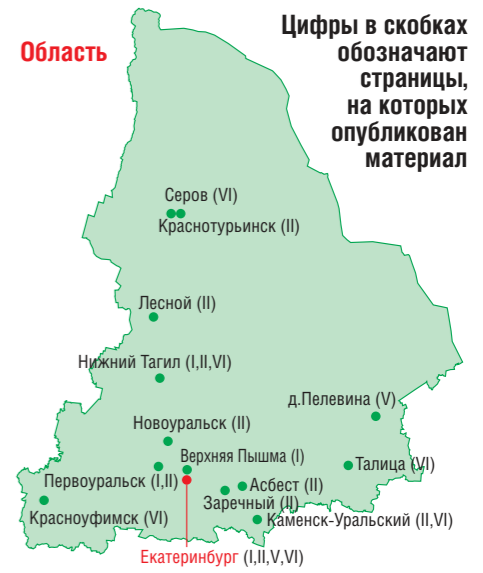 Область
Цифры в скобках
обозначают
страницы,
на которых
опубликован
материал
Серов (VI)
Краснотурьинск (II)
Лесной (II)
Нижний Тагил (I,II,VI)
д.Пелевина (V)
Новоуральск (II)
Верхняя Пышма (I)
Талица (VI)
Первоуральск (I,II)
Асбест (II)
Заречный (II)
Красноуфимск (VI)
Каменск-Уральский (II,VI)
Екатеринбург (I,II,V,VI)